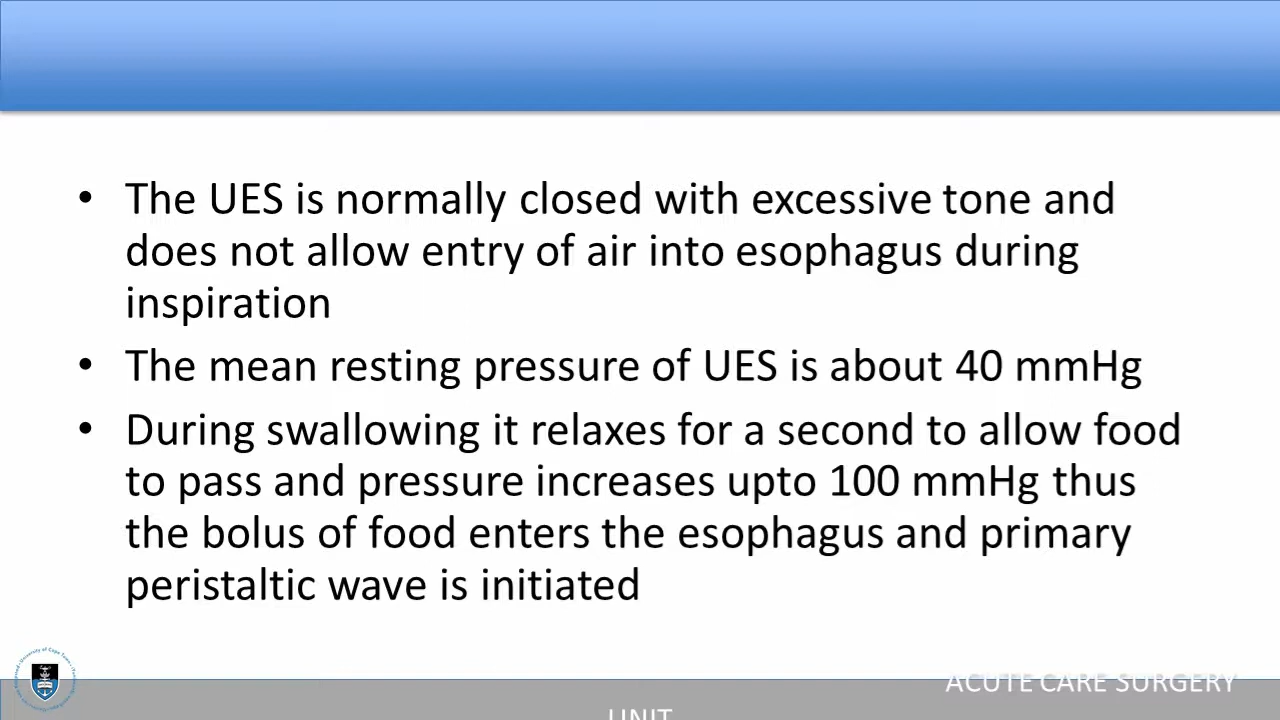 • The UES is normally closed with excessive tone and
does not allow entry of air into esophagus during
inspiration
• The mean resting pressure of UES is about 40 mmHg
• During swallowing it relaxes for a second to allow food
to pass and pressure increases upto 100 mmHg thus
the bolus of food enters the esophagus and primary
peristaltic wave is initiated
ACUTE CARE SURGERY
UNIT